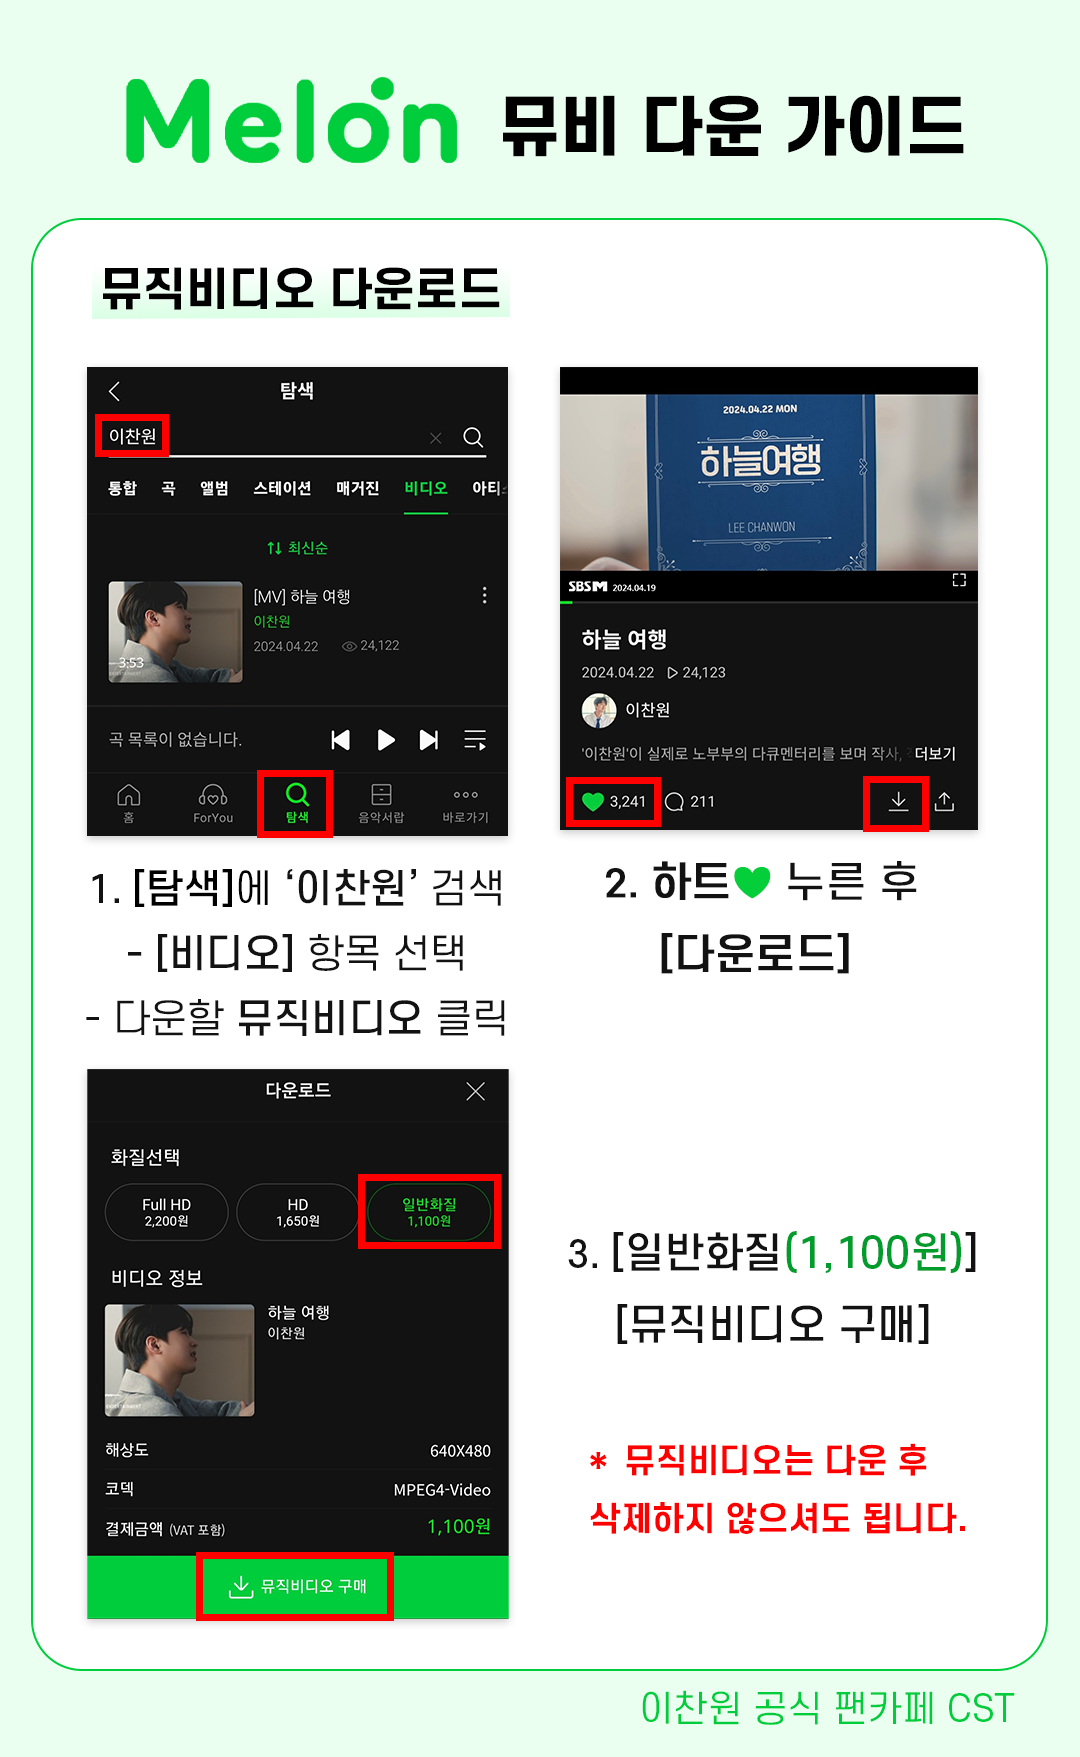 Melon 뮤비 다운 가이드
뮤직비디오 다운로드
탐색
이찬원
통합 곡 앨범 스테이션 매거진 비디오 아티
최신순
[MV] 하늘 여행
이찬원
2024.04.22 24,122
3:53
곡 목록이 없습니다.
홈 ForYou 탐색 음악서랍 바로가기
1. [탐색]에 ‘이찬원’ 검색
- [비디오] 항목 선택
- 다운할 뮤직비디오 클릭
2024.04.22 MON
하늘여행
LEE CHANWON
SBS M 2024.04.19
하늘 여행
2024.04.22 24,123
이찬원
'이찬원'이 실제로 노부부의 다큐멘터리를 보며 작사, 더보기
3,241 211
2. 하트 누른 후
[다운로드]
다운로드
화질선택
Full HD HD 일반화질
2,200원 1,650원 1,100원
비디오 정보
하늘 여행
이찬원
해상도 640X480
코덱 MPEG4-Video
결제금액 (VAT 포함) 1,100원
뮤직비디오 구매
3. [일반화질(1,100원)]
[뮤직비디오 구매]
* 뮤직비디오는 다운 후
삭제하지 않으셔도 됩니다.
이찬원 공식 팬카페 CST